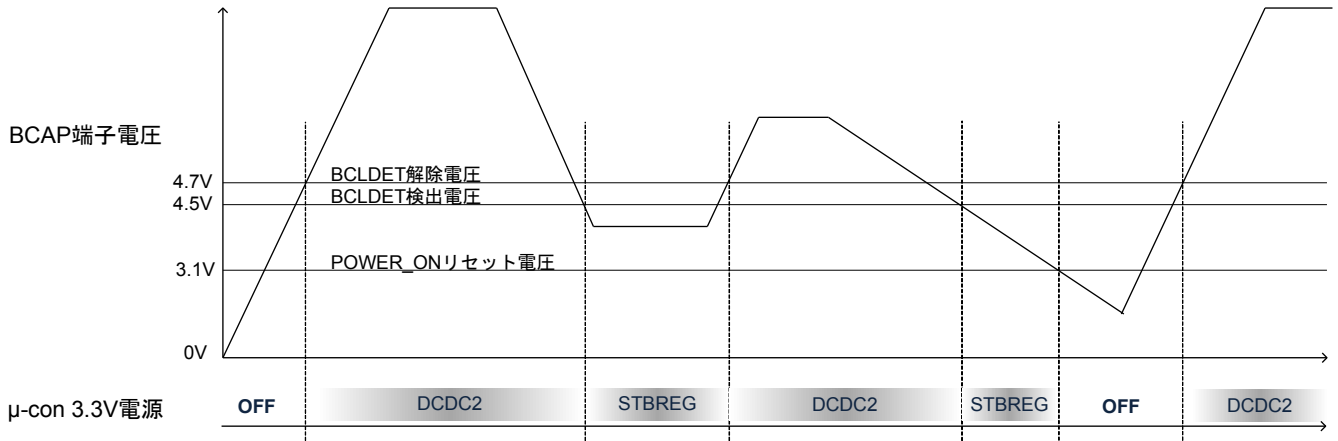 BCAP端子電圧
4.7V
BCLDET解除電圧
4.5V
BCLDET検出電圧
3.1V
POWER_ONリセット電圧
0V
μ-con 3.3V電源
OFF
DCDC2
STBREG
DCDC2
STBREG
OFF
DCDC2